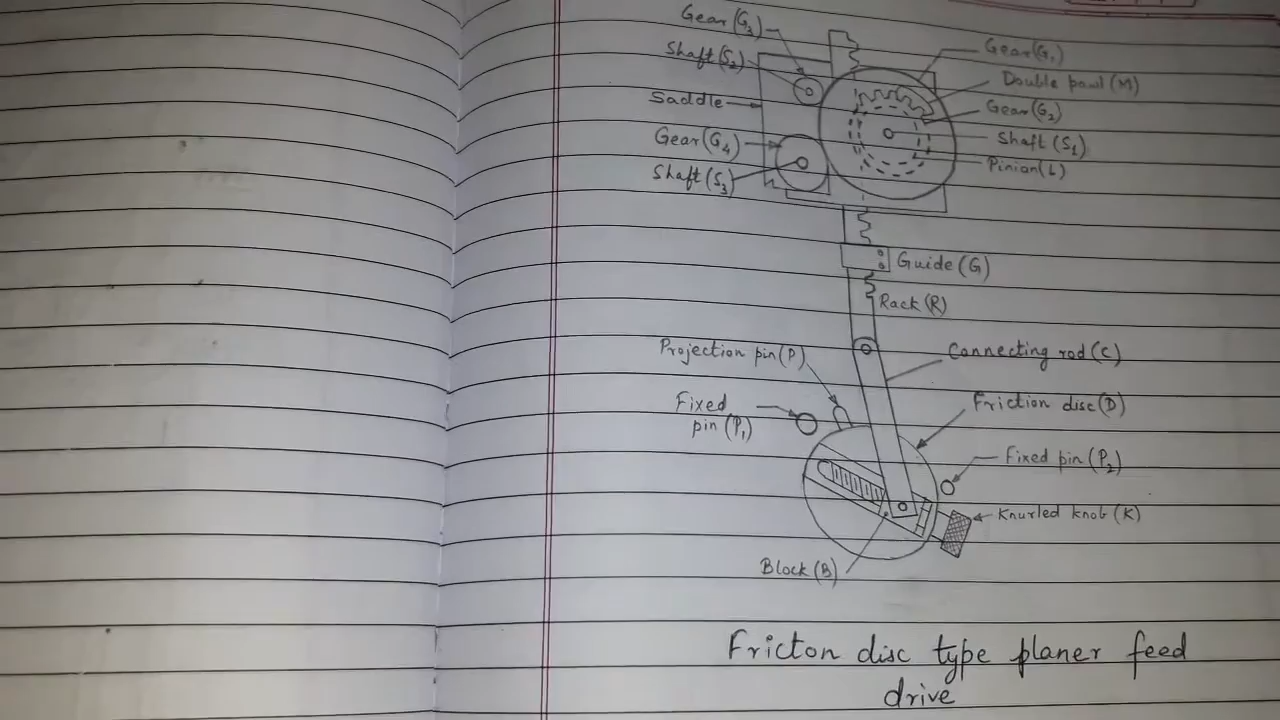 Gear(G3)
Shaft(S2)
Saddle
Gear(G4)
Shaft(S3)
Gear(G1)
Double pawl(M)
Gear(G2)
Shaft(S1)
Pinion(L)
Guide(G)
Rack(R)
Projection pin(P)
Connecting rod(C)
Fixed
pin(P1)
Friction disc(D)
Fixed pin(P2)
Knurled knob(K)
Block(B)
Fricton disc type planer feed
drive